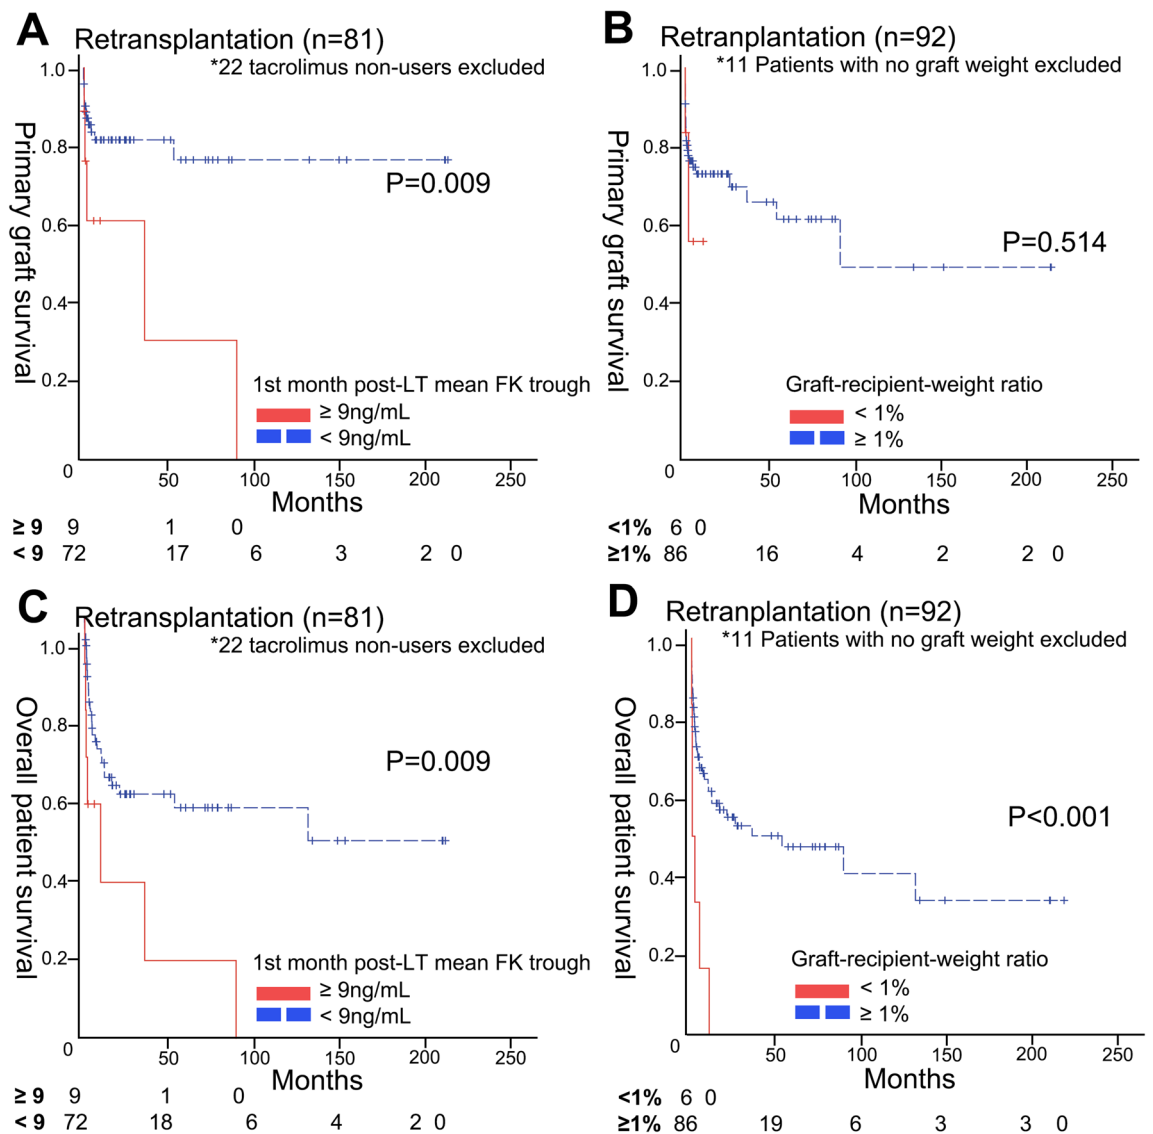 A Retransplantation (n=81)
*22 tacrolimus non-users excluded
Primary graft survival
1.0
0.8
0.6
0.4
0.2
0
P=0.009
1st month post-LT mean FK trough
≥ 9ng/mL
< 9ng/mL
50 100 150 200 250
Months
≥ 9 9 1 0
< 9 72 17 6 3 2 0
B Retranplantation (n=92)
*11 Patients with no graft weight excluded
Primary graft survival
1.0
0.8
0.6
0.4
0.2
0
P=0.514
Graft-recipient-weight ratio
< 1%
≥ 1%
50 100 150 200 250
Months
<1% 6 0
≥1% 86 16 4 2 2 0
C Retransplantation (n=81)
*22 tacrolimus non-users excluded
Overall patient survival
1.0
0.8
0.6
0.4
0.2
0
P=0.009
1st month post-LT mean FK trough
≥ 9ng/mL
< 9ng/mL
50 100 150 200 250
Months
≥ 9 9 1 0
< 9 72 18 6 4 2 0
D Retranplantation (n=92)
*11 Patients with no graft weight excluded
Overall patient survival
1.0
0.8
0.6
0.4
0.2
0
P<0.001
Graft-recipient-weight ratio
< 1%
≥ 1%
50 100 150 200 250
Months
<1% 6 0
≥1% 86 19 6 3 3 0